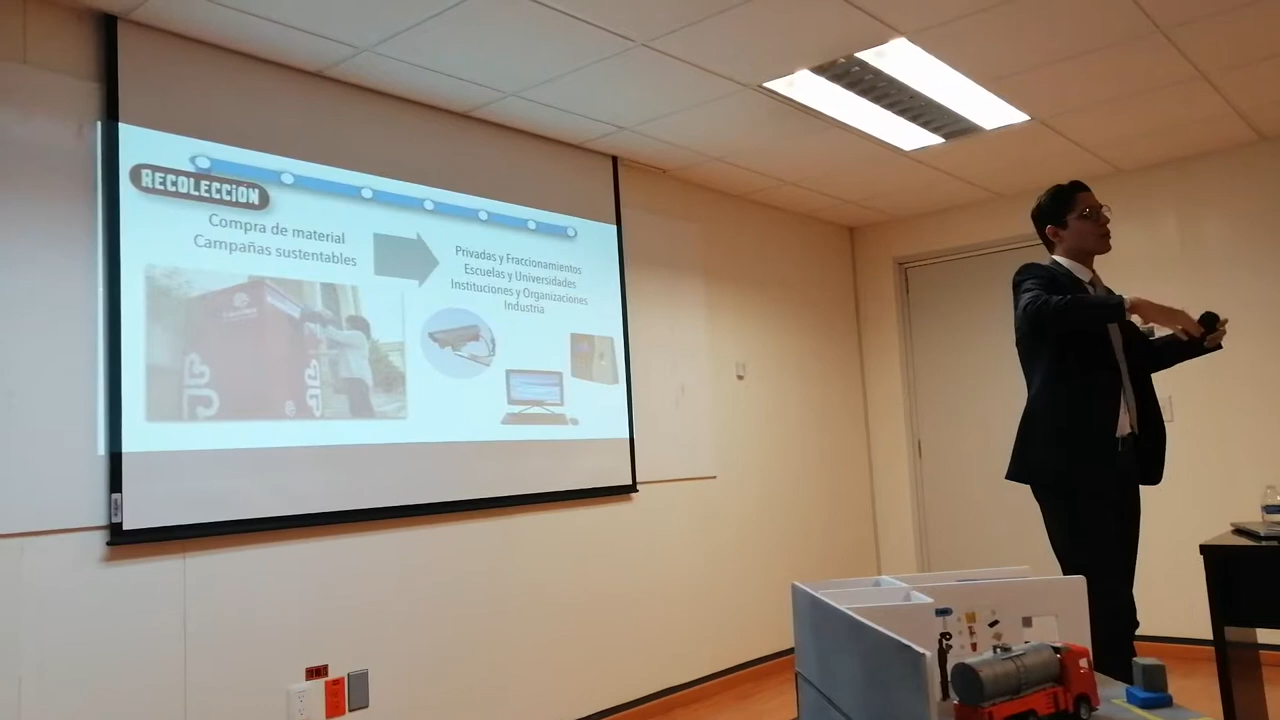 RECOLECCIÓN
Compra de material
Campañas sustentables
Privadas y Fraccionamientos
Escuelas y Universidades
Instituciones y Organizaciones
Industria